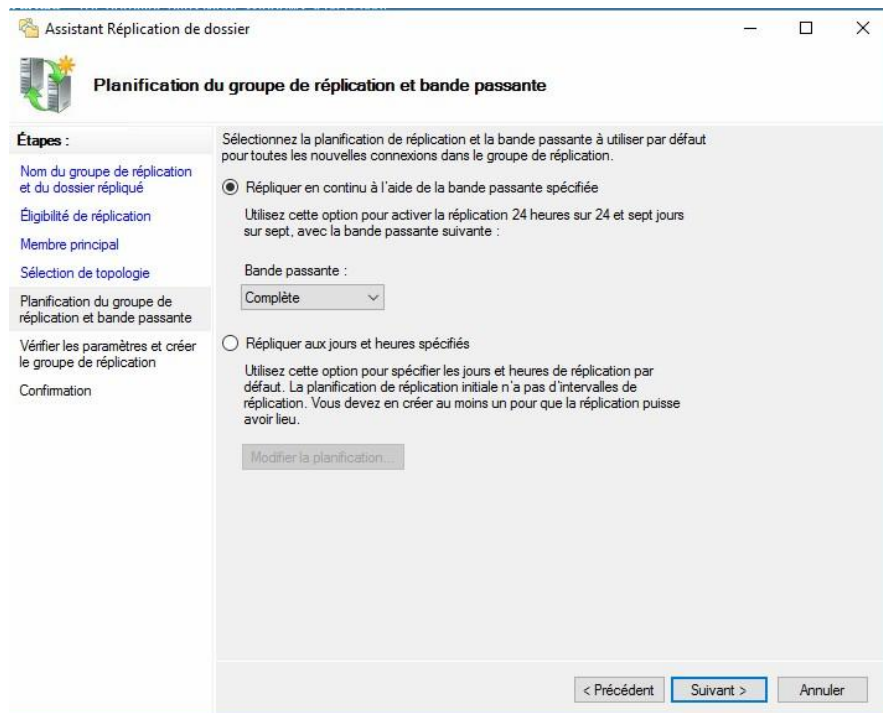 Assistant Réplication de dossier
Planification du groupe de réplication et bande passante
Étapes :
Nom du groupe de réplication
et du dossier répliqué
Éligibilité de réplication
Membre principal
Sélection de topologie
Planification du groupe de
réplication et bande passante
Vérifier les paramètres et créer
le groupe de réplication
Confirmation
Sélectionnez la planification de réplication et la bande passante à utiliser par défaut
pour toutes les nouvelles connexions dans le groupe de réplication.
Répliquer en continu à l'aide de la bande passante spécifiée
Utilisez cette option pour activer la réplication 24 heures sur 24 et sept jours
sur sept, avec la bande passante suivante :
Bande passante :
Complète
Répliquer aux jours et heures spécifiés
Utilisez cette option pour spécifier les jours et heures de réplication par
défaut. La planification de réplication initiale n'a pas d'intervalles de
réplication. Vous devez en créer au moins un pour que la réplication puisse
avoir lieu.
Modifier la planification...
< Précédent
Suivant >
Annuler